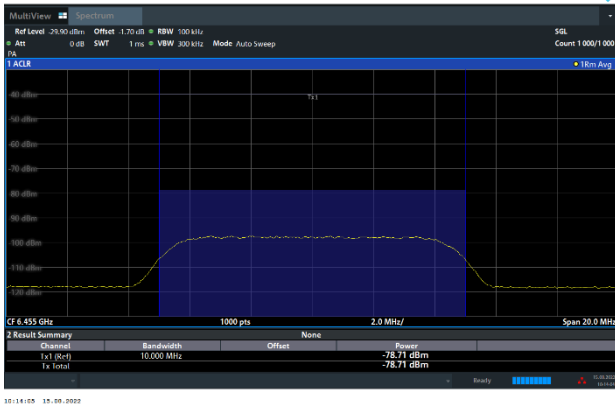 MultiView Spectrum
Ref Level -29.90 dBm Offset -1.70 dB RBW 100 kHz SGL
Att 0 dB SWT 1 ms VBW 300 kHz Mode Auto Sweep Count 1000/1000
PA
1 ACLR 1Rm Avg
-40 dBm
Tx1
-50 dBm
-60 dBm
-70 dBm
-80 dBm
-90 dBm
-100 dBm
-110 dBm
-120 dBm
CF 6.455 GHz 1000 pts 2.0 MHz/ Span 20.0 MHz
2 Result Summary None
Channel Bandwidth Offset Power
Tx1 (Ref) 10.000 MHz -78.71 dBm
Tx Total -78.71 dBm
Ready
10:14:05 15.08.2022